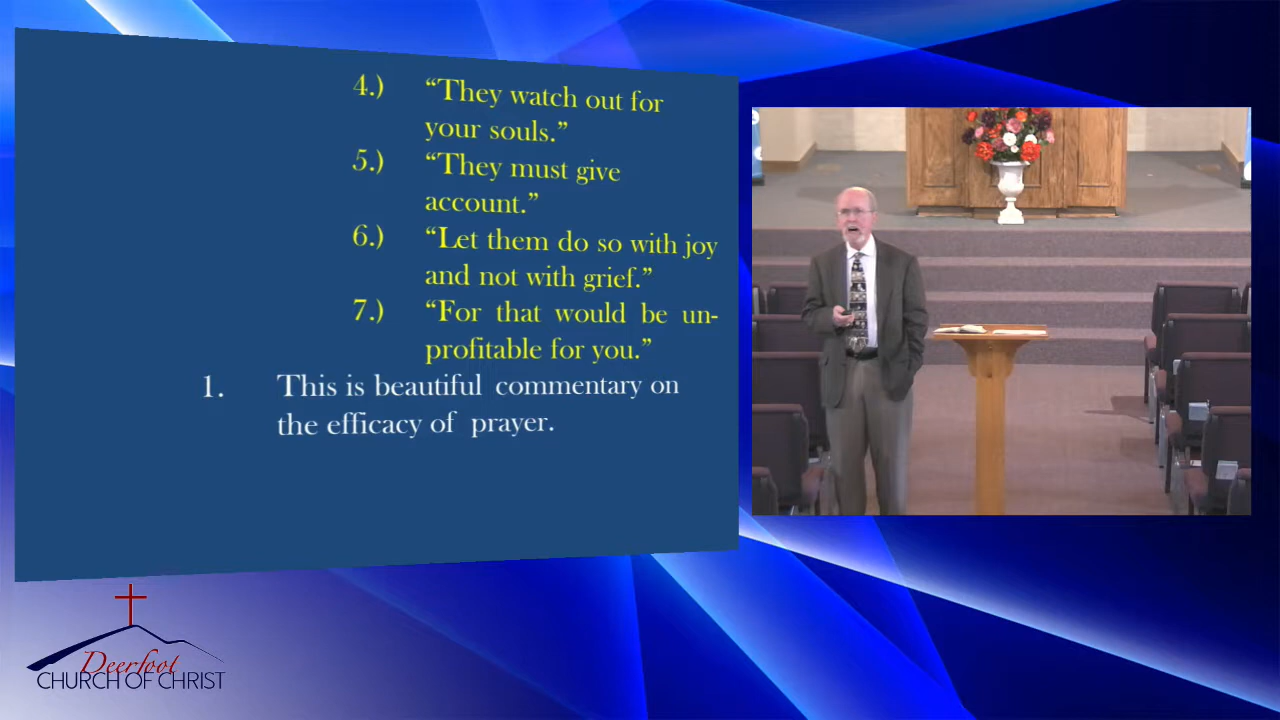 4.) “They watch out for
your souls.”
5.) “They must give
account.”
6.) “Let them do so with joy
and not with grief.”
7.) “For that would be un-
profitable for you.”
1. This is beautiful commentary on
the efficacy of prayer.
Deerfoot
CHURCH OF CHRIST